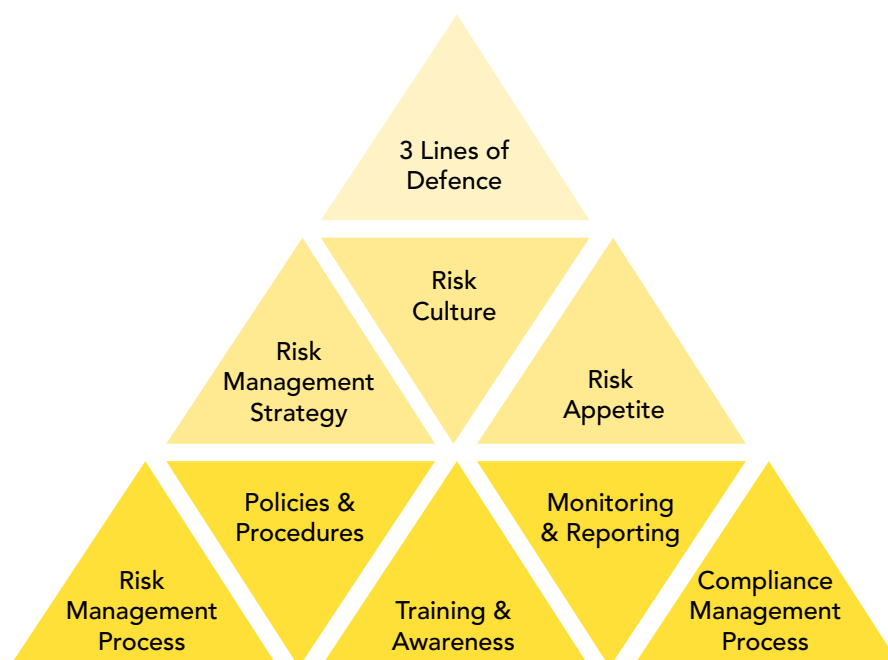 3 Lines of
Defence
Risk
Culture
Risk
Management
Strategy
Risk
Appetite
Policies &
Procedures
Monitoring
& Reporting
Risk
Management
Process
Training &
Awareness
Compliance
Management
Process